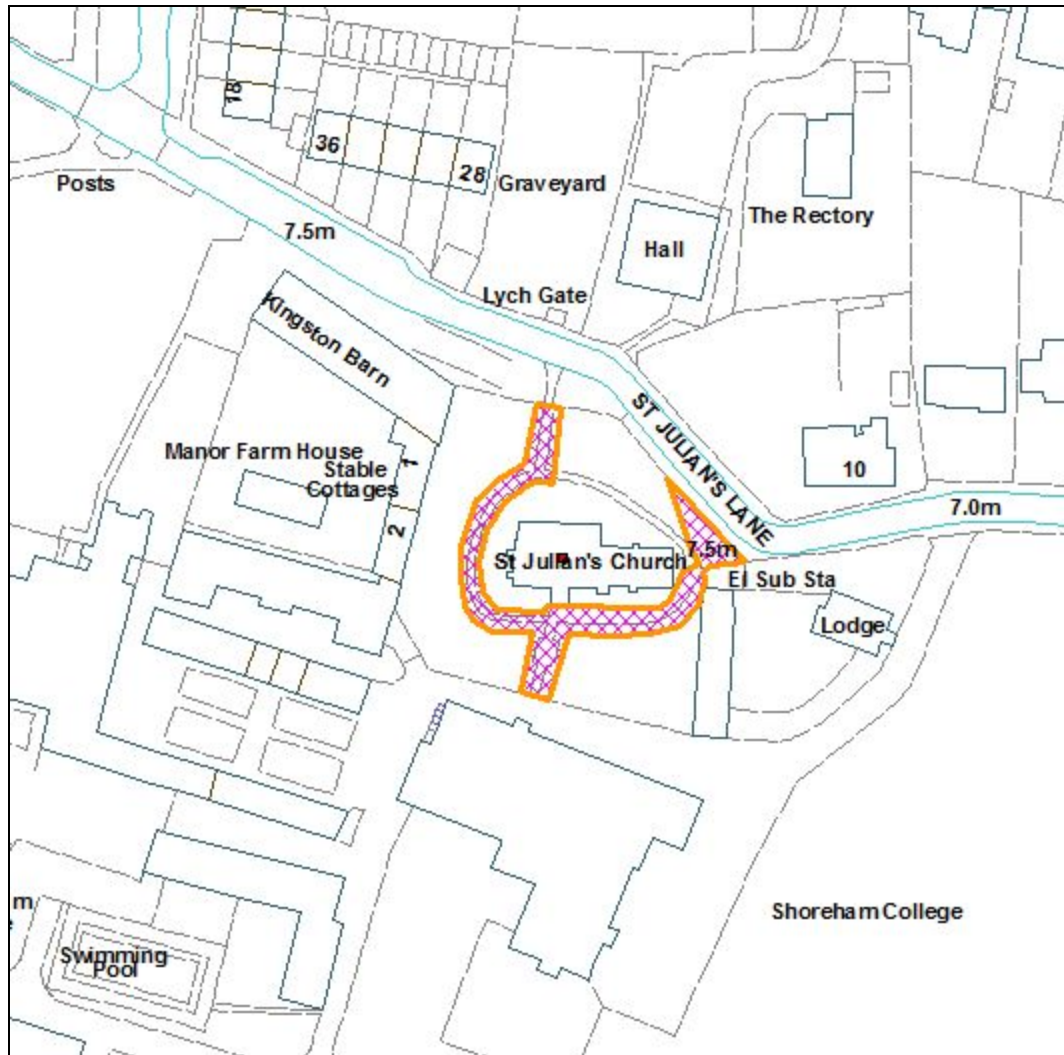 18
36
28
Graveyard
Posts
The Rectory
7.5m
Hall
Lych Gate
Kingston Barn
ST JULIAN'S LANE
Manor Farm House
1
Stable
Cottages
10
2
7.0m
7.5m
St Julian's Church
El Sub Sta
Lodge
m
Shoreham College
Swimming
Pool